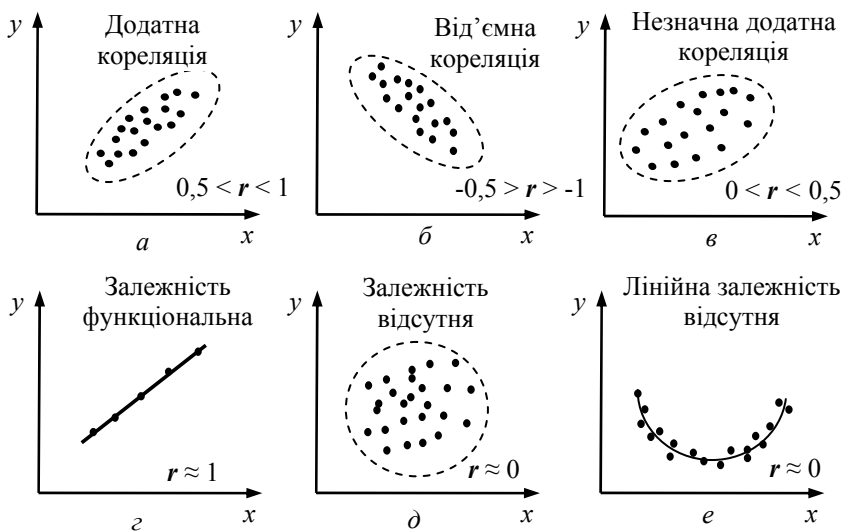 y
Додатна
кореляція
0,5 < r < 1
x
а
y
Від’ємна
кореляція
-0,5 > r > -1
x
б
y
Незначна додатна
кореляція
0 < r < 0,5
x
в
y
Залежність
функціональна
r ≈ 1
x
г
y
Залежність
відсутня
r ≈ 0
x
д
y
Лінійна залежність
відсутня
r ≈ 0
x
е